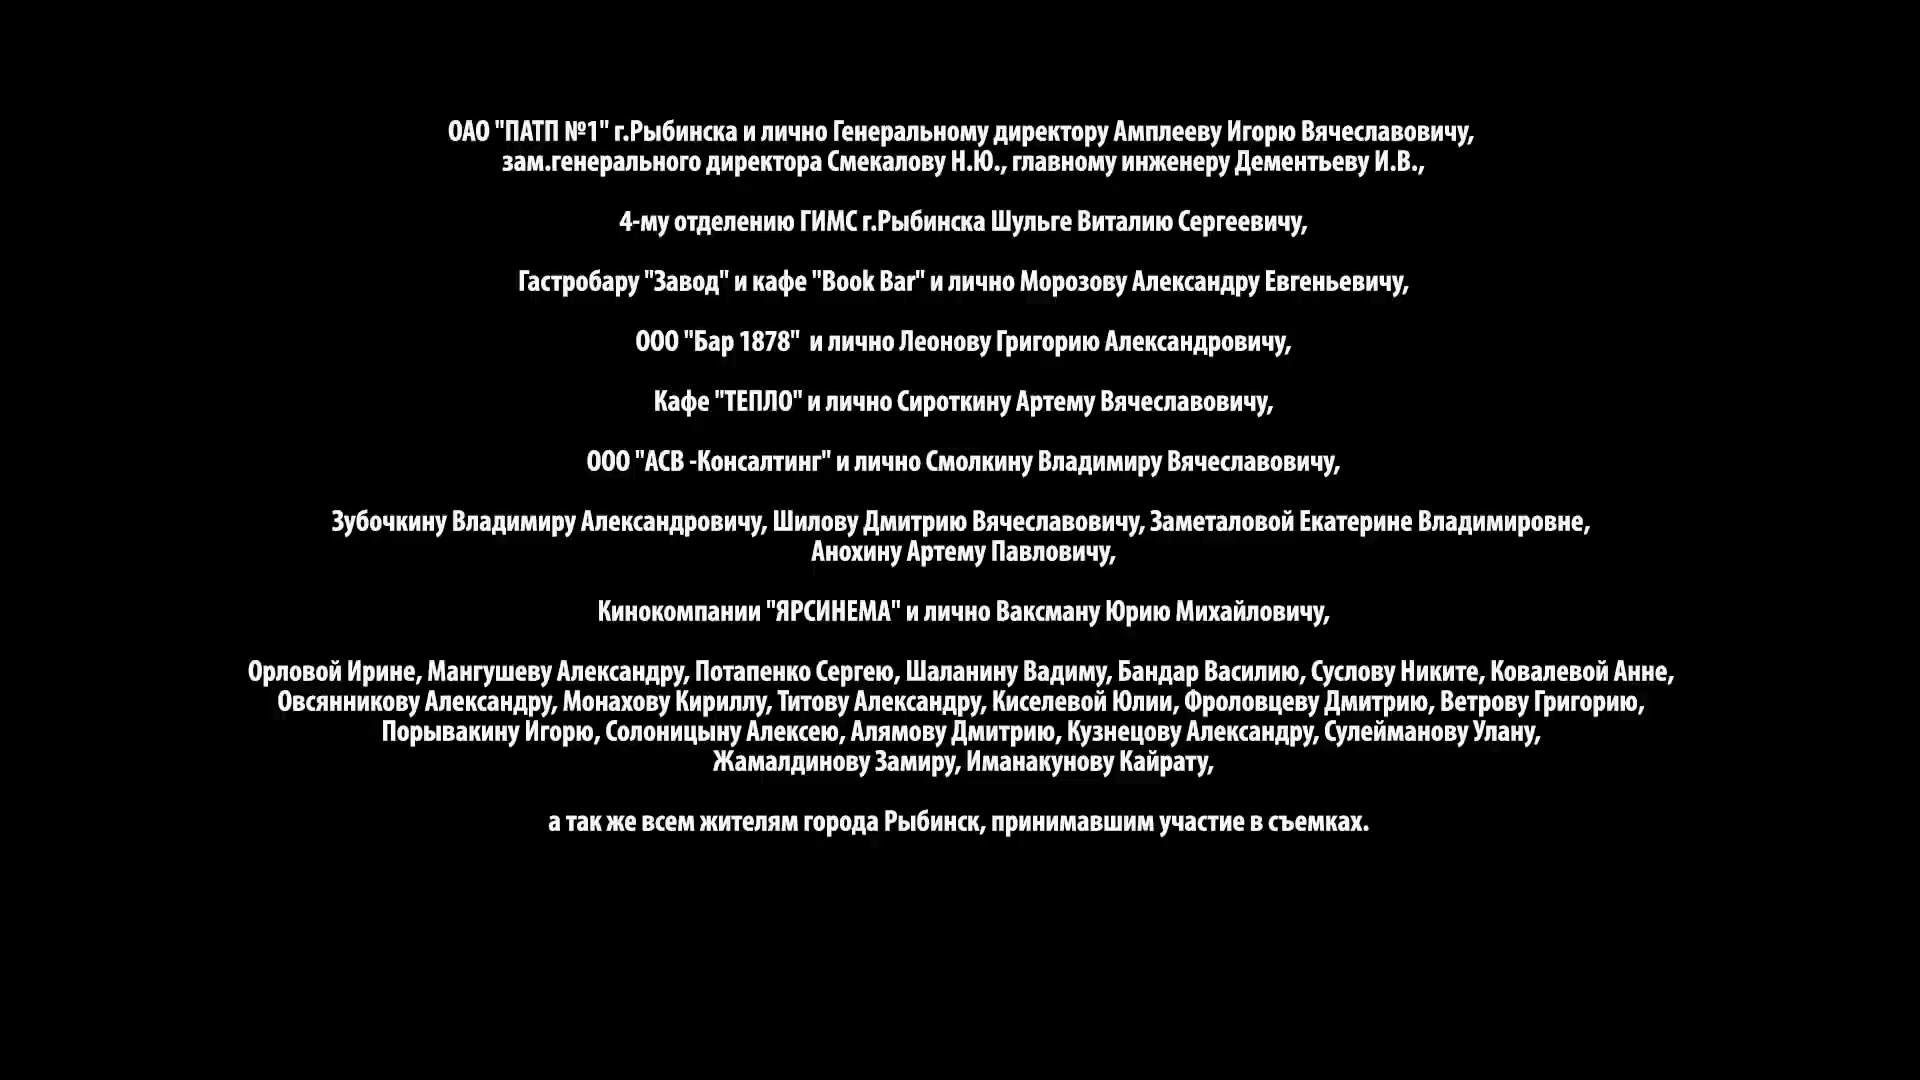 ОАО "ПАТП №1" г.Рыбинска и лично Генеральному директору Амплееву Игорю Вячеславовичу,
зам.генерального директора Смекалову Н.Ю., главному инженеру Дементьеву И.В.,
4-му отделению ГИМС г.Рыбинска Шульге Виталию Сергеевичу,
Гастробару "Завод" и кафе "Book Bar" и лично Морозову Александру Евгеньевичу,
ООО "Бар 1878"  и лично Леонову Григорию Александровичу,
Кафе "ТЕПЛО" и лично Сироткину Артему Вячеславовичу,
ООО "АСВ -Консалтинг" и лично Смолкину Владимиру Вячеславовичу,
Зубочкину Владимиру Александровичу, Шилову Дмитрию Вячеславовичу, Заметаловой Екатерине Владимировне,
Анохину Артему Павловичу,
Кинокомпании "ЯРСИНЕМА" и лично Ваксману Юрию Михайловичу,
Орловой Ирине, Мангушеву Александру, Потапенко Сергею, Шаланину Вадиму, Бандар Василию, Суслову Никите, Ковалевой Анне,
Овсянникову Александру, Монахову Кириллу, Титову Александру, Киселевой Юлии, Фроловцеву Дмитрию, Ветрову Григорию,
Порывакину Игорю, Солоницыну Алексею, Алямову Дмитрию, Кузнецову Александру, Сулейманову Улану,
Жамалдинову Замиру, Иманакунову Кайрату,
а так же всем жителям города Рыбинск, принимавшим участие в съемках.